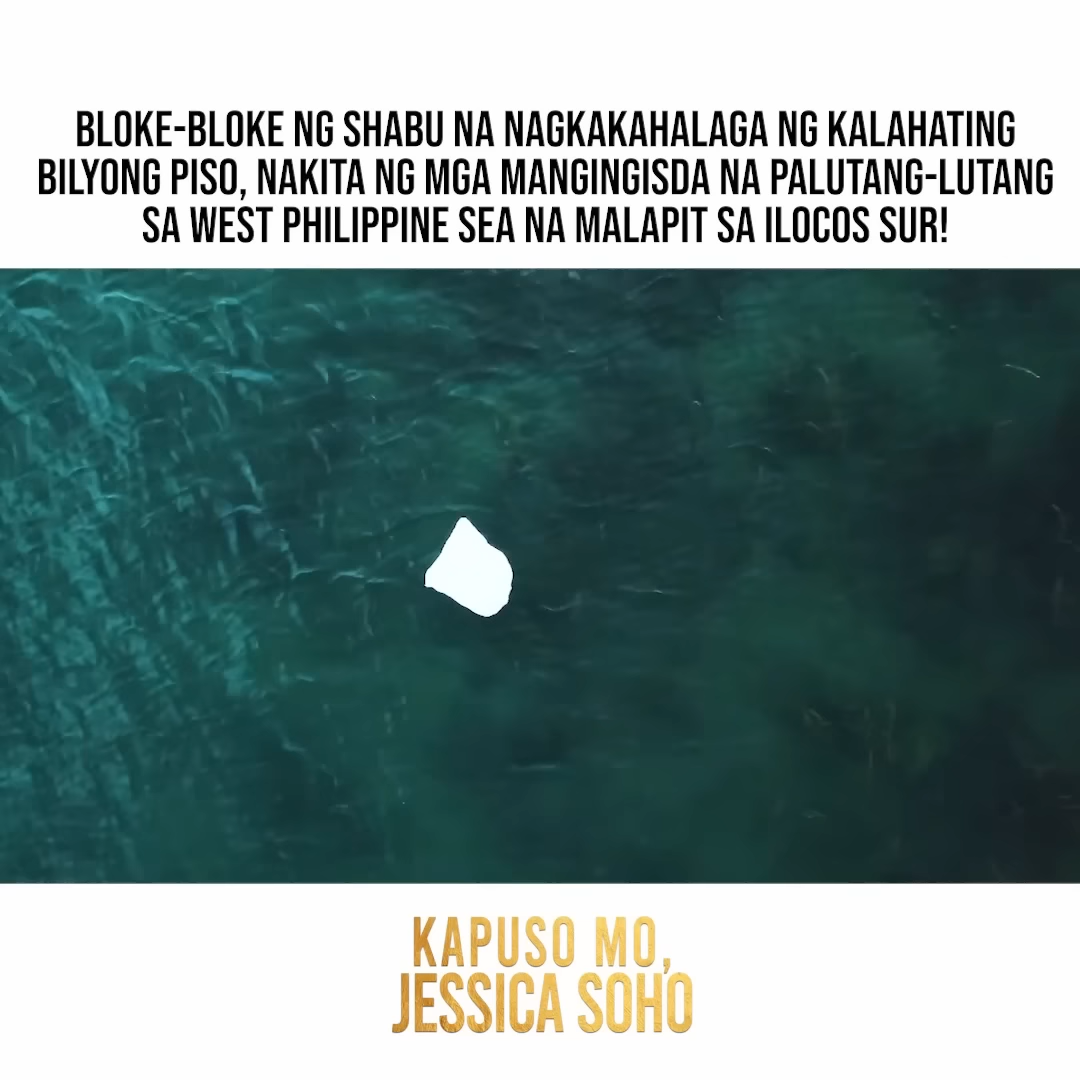 BLOKE-BLOKE NG SHABU NA NAGKAKAHALAGA NG KALAHATING
BILYONG PISO, NAKITA NG MGA MANGINGISDA NA PALUTANG-LUTANG
SA WEST PHILIPPINE SEA NA MALAPIT SA ILOCOS SUR!
KAPUSO MO,
JESSICA SOHO